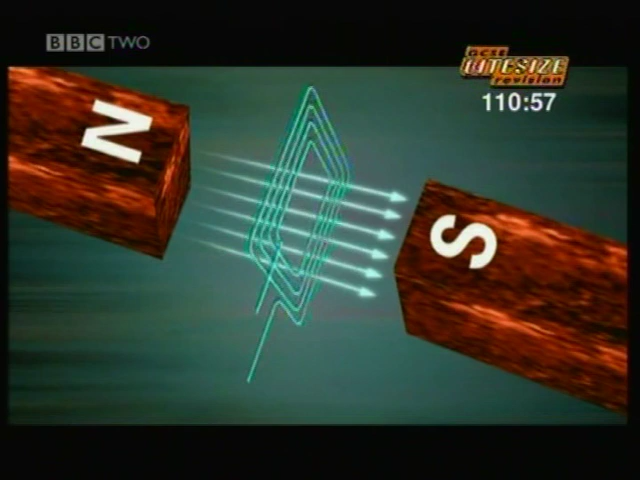 BBC TWO
GCSE
BITESIZE
revision
110:57
N
S